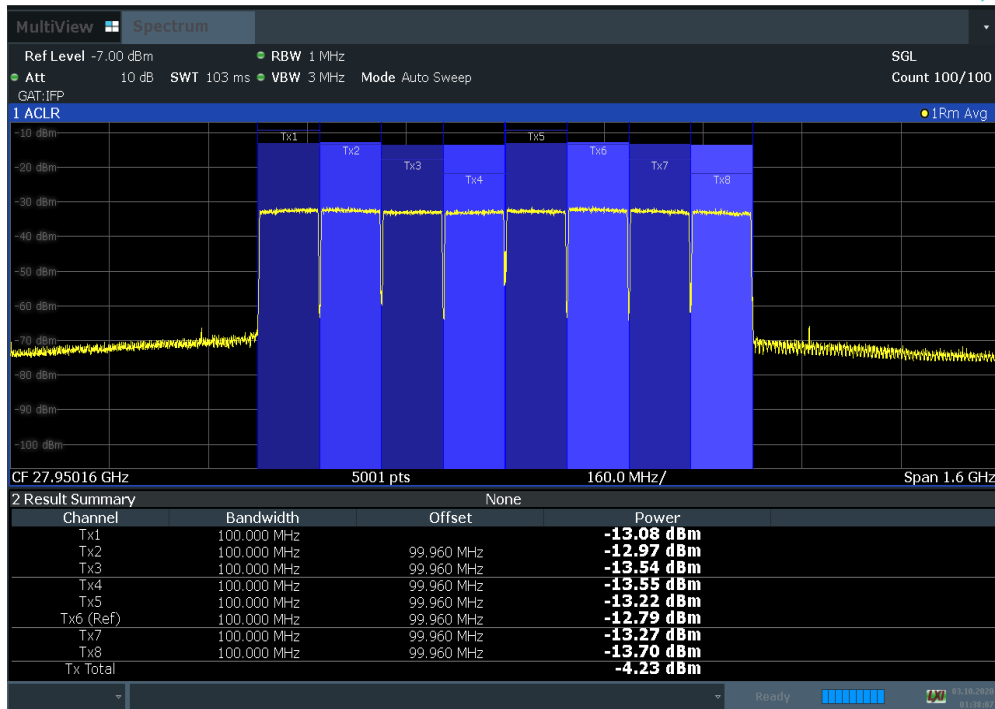 MultiView Spectrum
Ref Level -7.00 dBm RBW 1 MHz SGL
Att 10 dB SWT 103 ms VBW 3 MHz Mode Auto Sweep Count 100/100
GAT:IFP
1 ACLR 1Rm Avg
-10 dBm
Tx1 Tx5
Tx2 Tx6
Tx3 Tx7
-20 dBm
Tx4 Tx8
-30 dBm
-40 dBm
-50 dBm
-60 dBm
-70 dBm
-80 dBm
-90 dBm
-100 dBm
CF 27.95016 GHz 5001 pts 160.0 MHz/ Span 1.6 GHz
2 Result Summary None
Channel Bandwidth Offset Power
Tx1 100.000 MHz -13.08 dBm
Tx2 100.000 MHz 99.960 MHz -12.97 dBm
Tx3 100.000 MHz 99.960 MHz -13.54 dBm
Tx4 100.000 MHz 99.960 MHz -13.55 dBm
Tx5 100.000 MHz 99.960 MHz -13.22 dBm
Tx6 (Ref) 100.000 MHz 99.960 MHz -12.79 dBm
Tx7 100.000 MHz 99.960 MHz -13.27 dBm
Tx8 100.000 MHz 99.960 MHz -13.70 dBm
Tx Total -4.23 dBm
Ready 03.10.2020
01:38:07